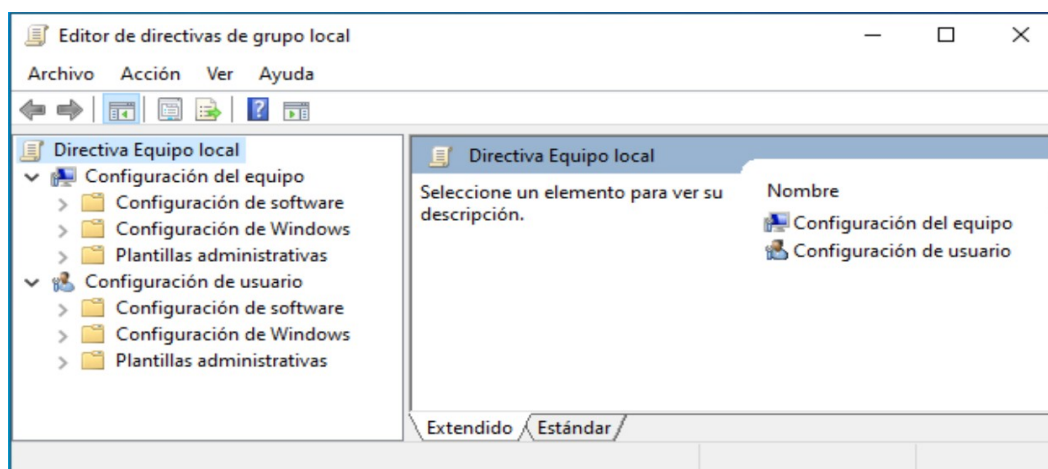 Editor de directivas de grupo local
Archivo Acción Ver Ayuda
Directiva Equipo local
Configuración del equipo
Configuración de software
Configuración de Windows
Plantillas administrativas
Configuración de usuario
Configuración de software
Configuración de Windows
Plantillas administrativas
Directiva Equipo local
Seleccione un elemento para ver su
descripción.
Nombre
Configuración del equipo
Configuración de usuario
Extendido Estándar